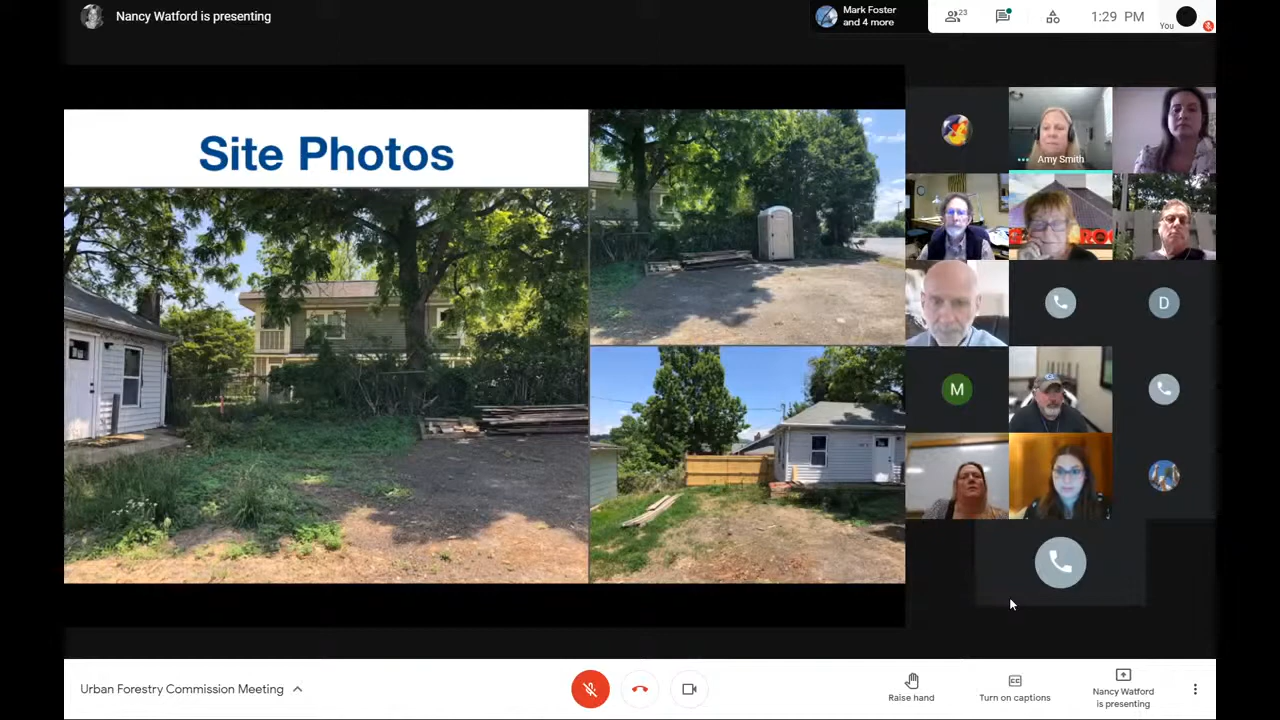 Nancy Watford is presenting
Mark Foster
and 4 more
23
1:29 PM
You
Site Photos
Amy Smith
D
M
Urban Forestry Commission Meeting
Raise hand
CC
Turn on captions
Nancy Watford
is presenting